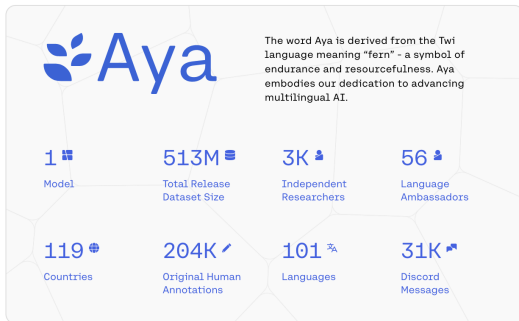 Aya
The word Aya is derived from the Twi
language meaning “fern” - a symbol of
endurance and resourcefulness. Aya
embodies our dedication to advancing
multilingual AI.
1
Model
513M
Total Release
Dataset Size
3K
Independent
Researchers
56
Language
Ambassadors
119
Countries
204K
Original Human
Annotations
101
Languages
31K
Discord
Messages